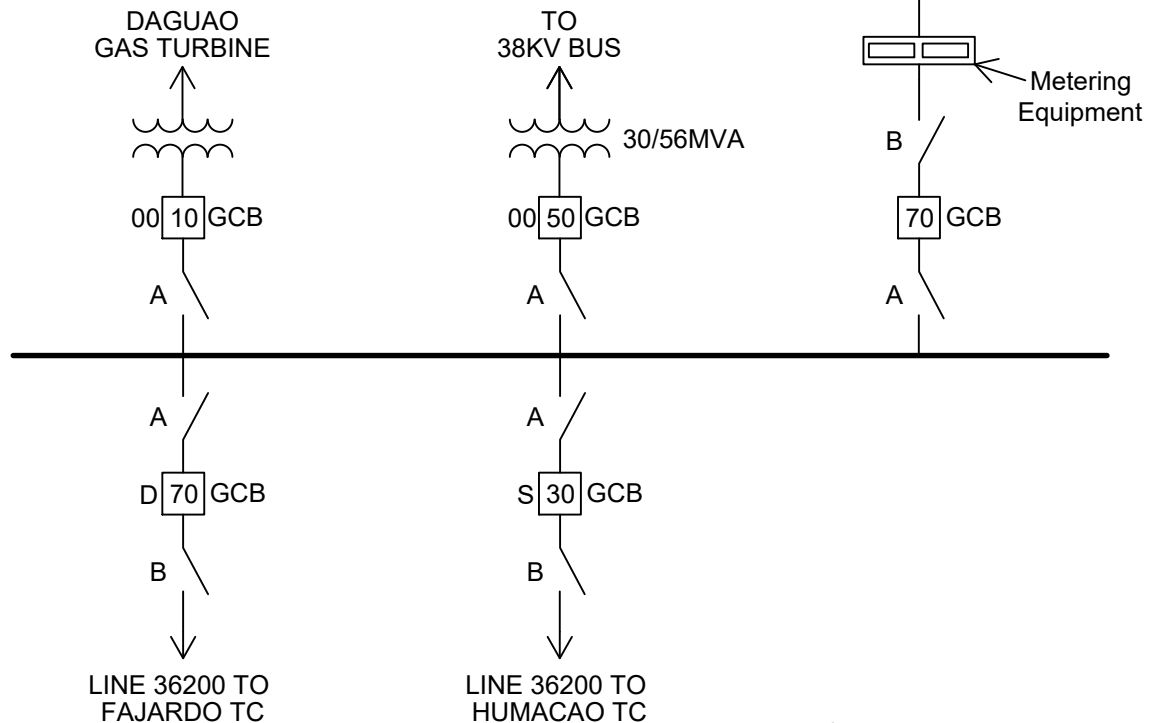 DAGUAO
GAS TURBINE
TO
38KV BUS
Metering
Equipment
30/56MVA
B
00 10 GCB
00 50 GCB
70 GCB
A
A
A
A
A
D 70 GCB
S 30 GCB
B
B
LINE 36200 TO
FAJARDO TC
LINE 36200 TO
HUMACAO TC